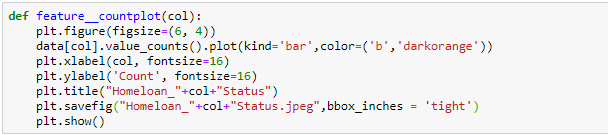 def feature__countplot(col):
    plt.figure(figsize=(6, 4))
    data[col].value_counts().plot(kind='bar',color=('b','darkorange'))
    plt.xlabel(col, fontsize=16)
    plt.ylabel('Count', fontsize=16)
    plt.title("Homeloan_"+col+"Status")
    plt.savefig("Homeloan_"+col+"Status.jpeg",bbox_inches = 'tight')
    plt.show()